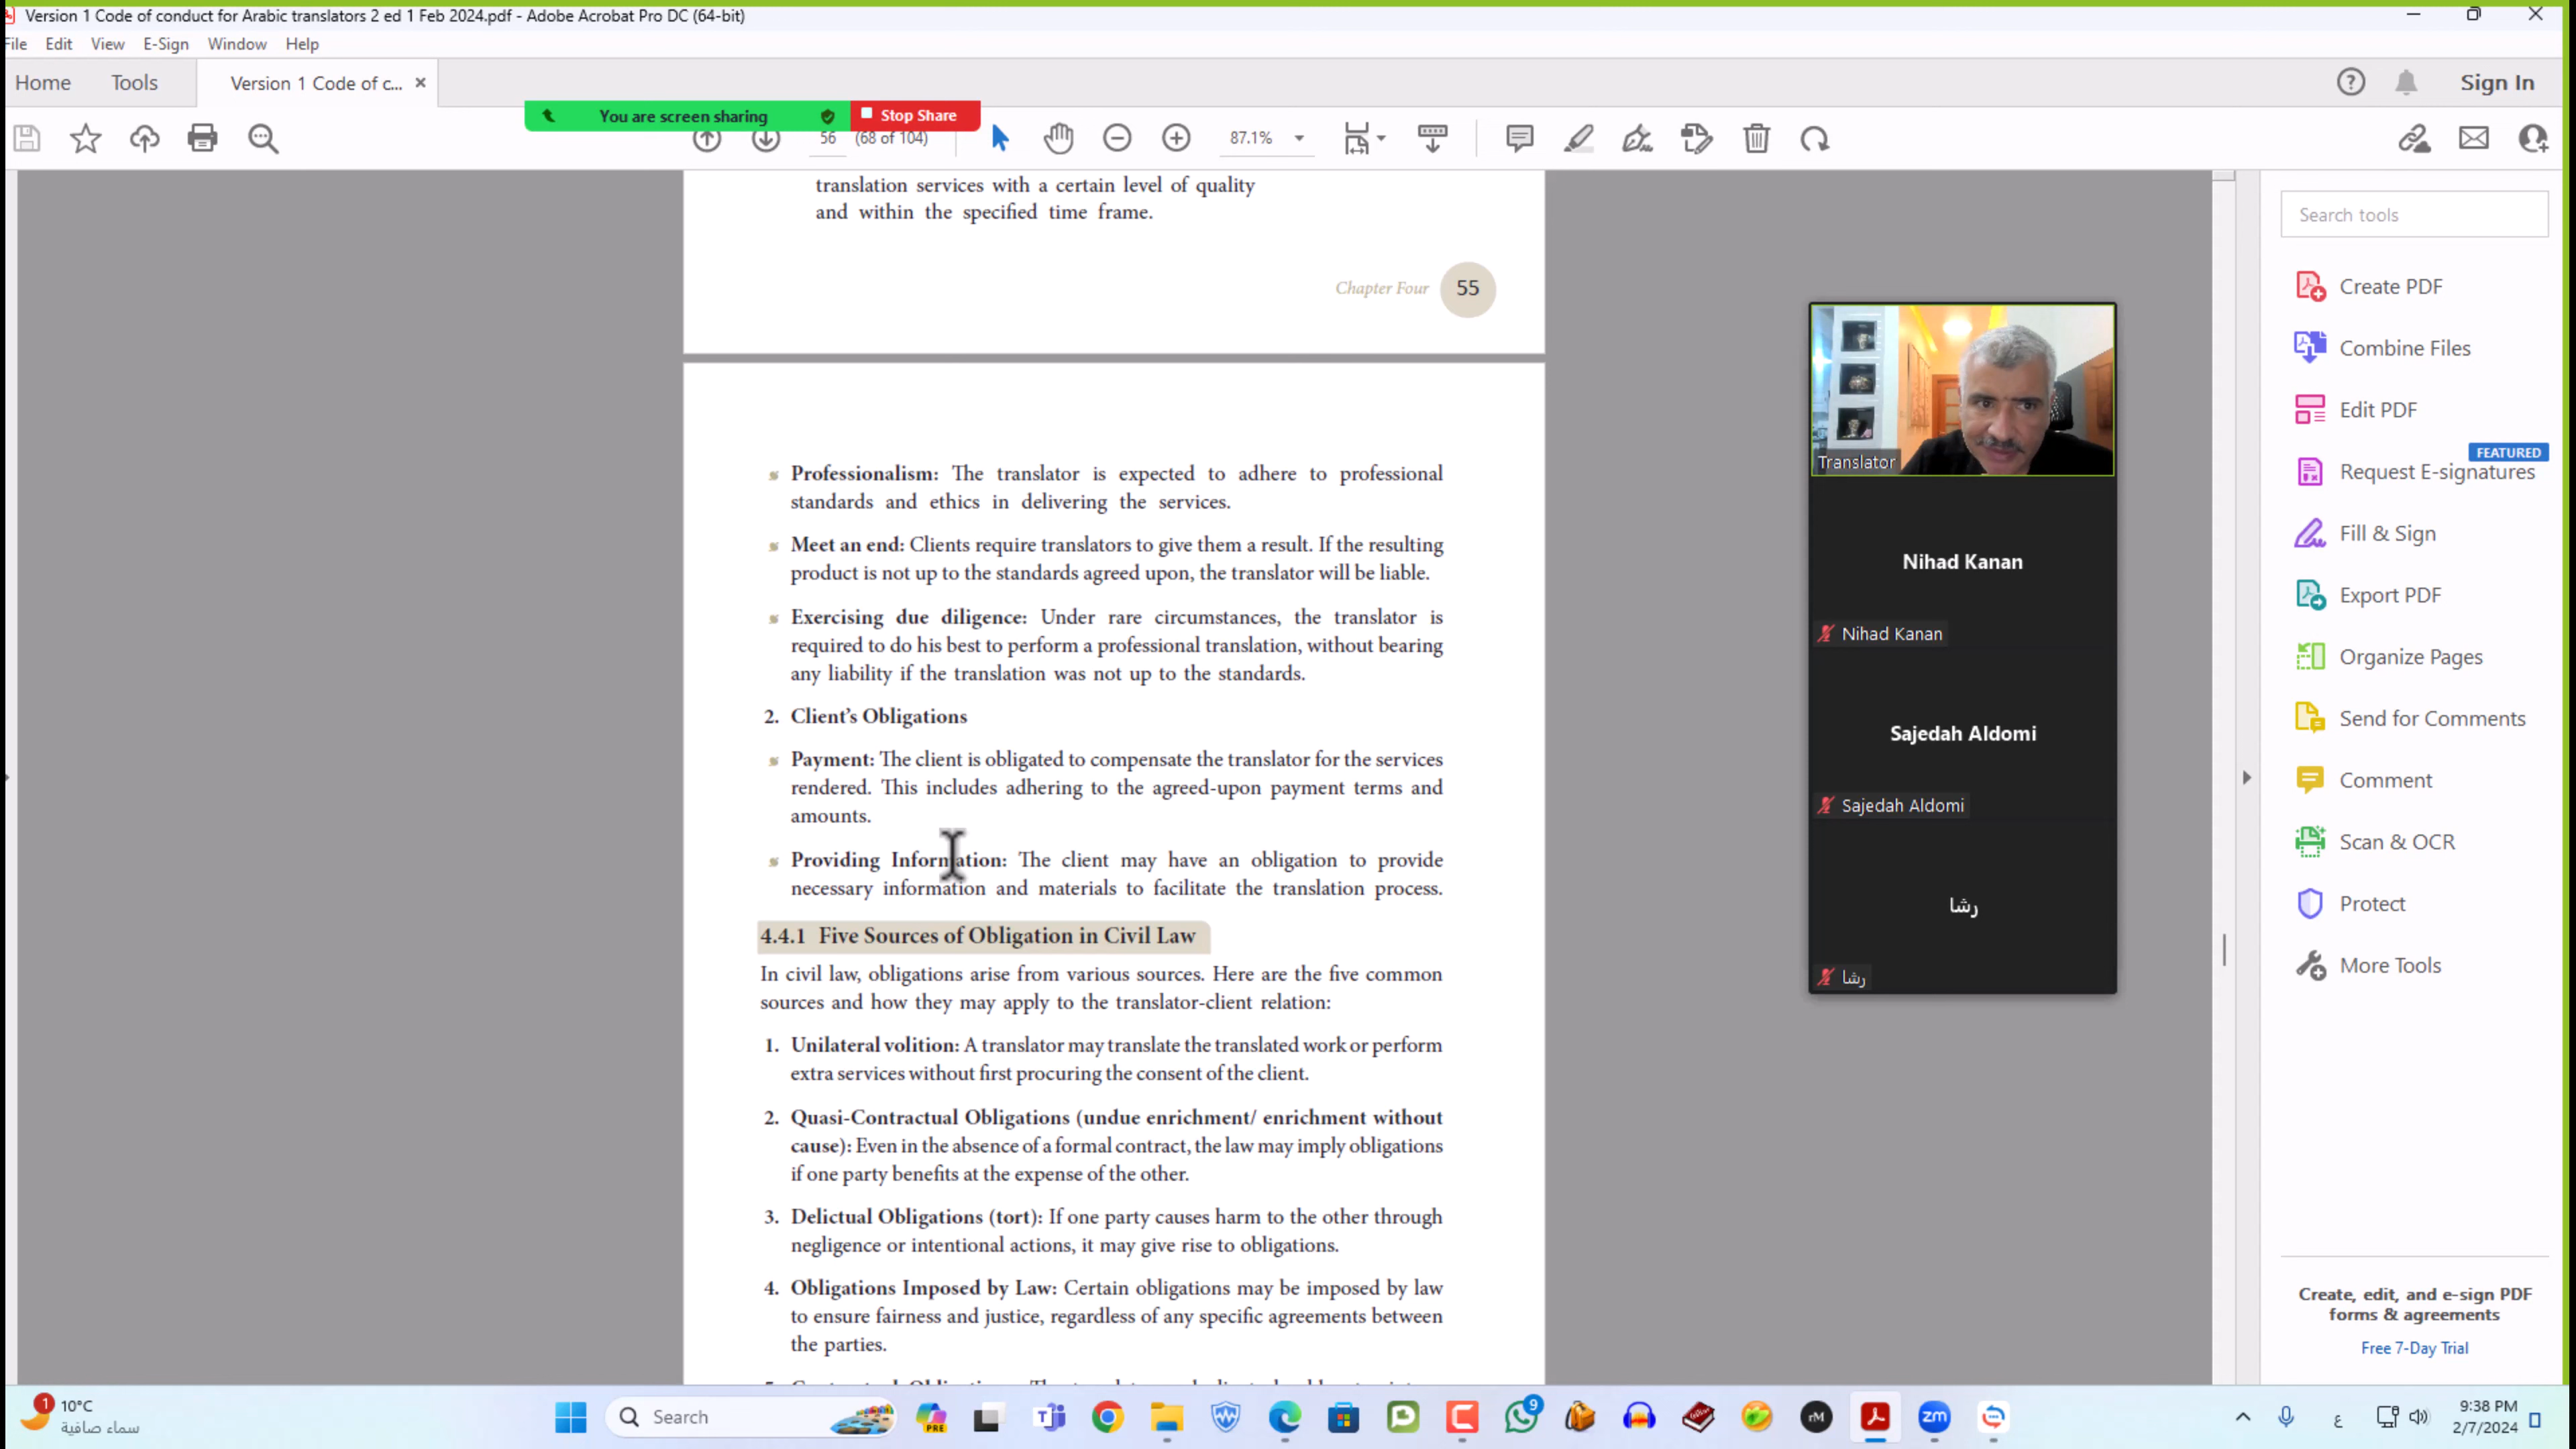 Version 1 Code of conduct for Arabic translators 2 ed 1 Feb 2024.pdf - Adobe Acrobat Pro DC (64-bit)
File Edit View E-Sign Window Help
Home Tools Version 1 Code of c... Sign In
You are screen sharing Stop Share
56 (68 of 104) 87.1%
translation services with a certain level of quality
and within the specified time frame.
Chapter Four 55
Professionalism: The translator is expected to adhere to professional
standards and ethics in delivering the services.
Meet an end: Clients require translators to give them a result. If the resulting
product is not up to the standards agreed upon, the translator will be liable.
Exercising due diligence: Under rare circumstances, the translator is
required to do his best to perform a professional translation, without bearing
any liability if the translation was not up to the standards.
2. Client's Obligations
Payment: The client is obligated to compensate the translator for the services
rendered. This includes adhering to the agreed-upon payment terms and
amounts.
Providing Information: The client may have an obligation to provide
necessary information and materials to facilitate the translation process.
4.4.1 Five Sources of Obligation in Civil Law
In civil law, obligations arise from various sources. Here are the five common
sources and how they may apply to the translator-client relation:
1. Unilateral volition: A translator may translate the translated work or perform
extra services without first procuring the consent of the client.
2. Quasi-Contractual Obligations (undue enrichment/ enrichment without
cause): Even in the absence of a formal contract, the law may imply obligations
if one party benefits at the expense of the other.
3. Delictual Obligations (tort): If one party causes harm to the other through
negligence or intentional actions, it may give rise to obligations.
4. Obligations Imposed by Law: Certain obligations may be imposed by law
to ensure fairness and justice, regardless of any specific agreements between
the parties.
Translator
Nihad Kanan
Nihad Kanan
Sajedah Aldomi
Sajedah Aldomi
رشا
رشا
Search tools
Create PDF
Combine Files
Edit PDF
FEATURED
Request E-signatures
Fill & Sign
Export PDF
Organize Pages
Send for Comments
Comment
Scan & OCR
Protect
More Tools
Create, edit, and e-sign PDF
forms & agreements
Free 7-Day Trial
1 10°C
سماء صافية
Search
PRE
9
rM
zm
ع
9:38 PM
2/7/2024